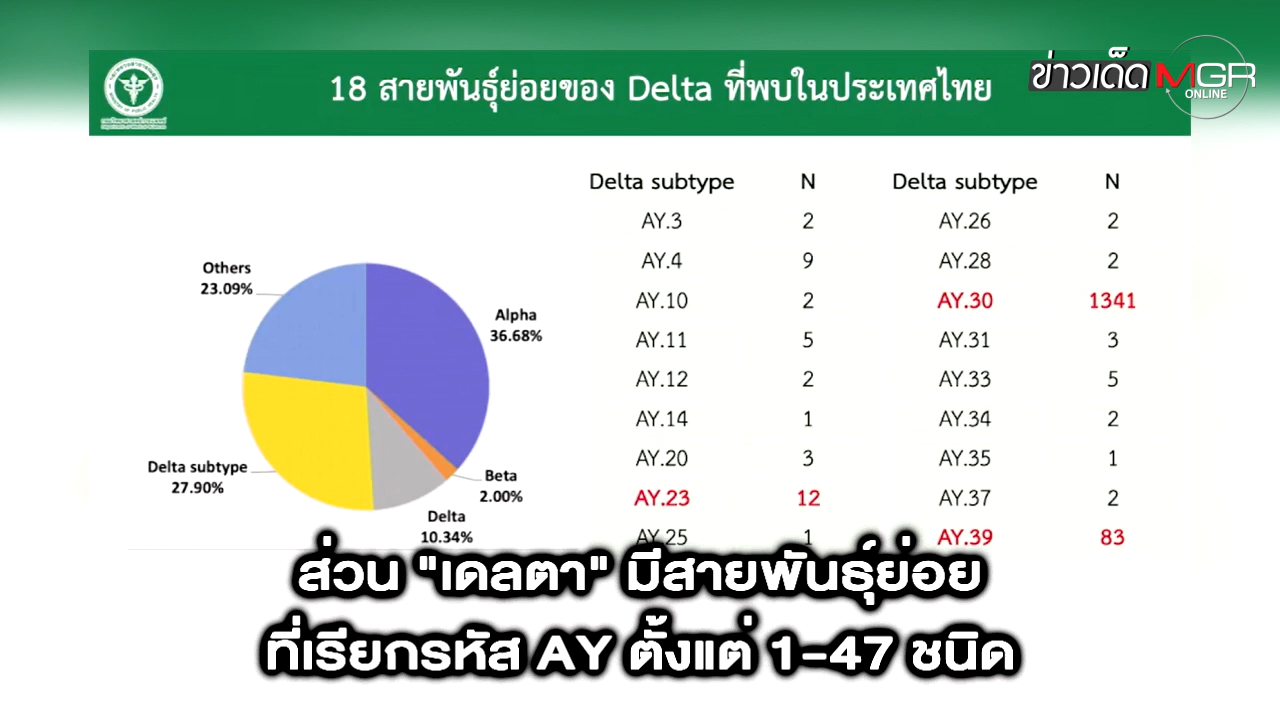 18 สายพันธุ์ย่อยของ Delta ที่พบในประเทศไทย
ข่าวเด็ด MGR
ONLINE
Delta subtype N Delta subtype N
AY.3 2 AY.26 2
AY.4 9 AY.28 2
AY.10 2 AY.30 1341
AY.11 5 AY.31 3
AY.12 2 AY.33 5
AY.14 1 AY.34 2
AY.20 3 AY.35 1
AY.23 12 AY.37 2
AY.25 1 AY.39 83
Others
23.09%
Alpha
36.68%
Delta subtype
27.90%
Beta
2.00%
Delta
10.34%
ส่วน "เดลตา" มีสายพันธุ์ย่อย
ที่เรียกรหัส AY ตั้งแต่ 1-47 ชนิด